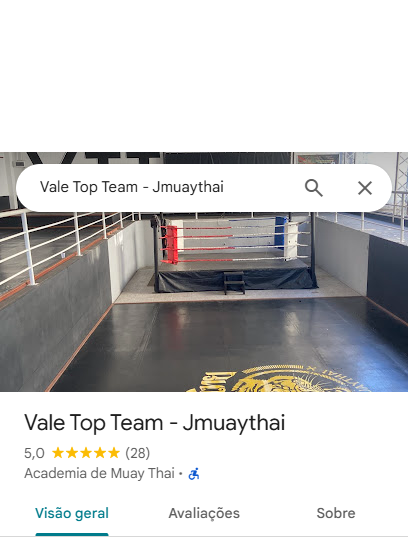 Vale Top Team - Jmuaythai
Vale Top Team - Jmuaythai
5,0 ★★★★★ (28)
Academia de Muay Thai ·
Visão geral
Avaliações
Sobre